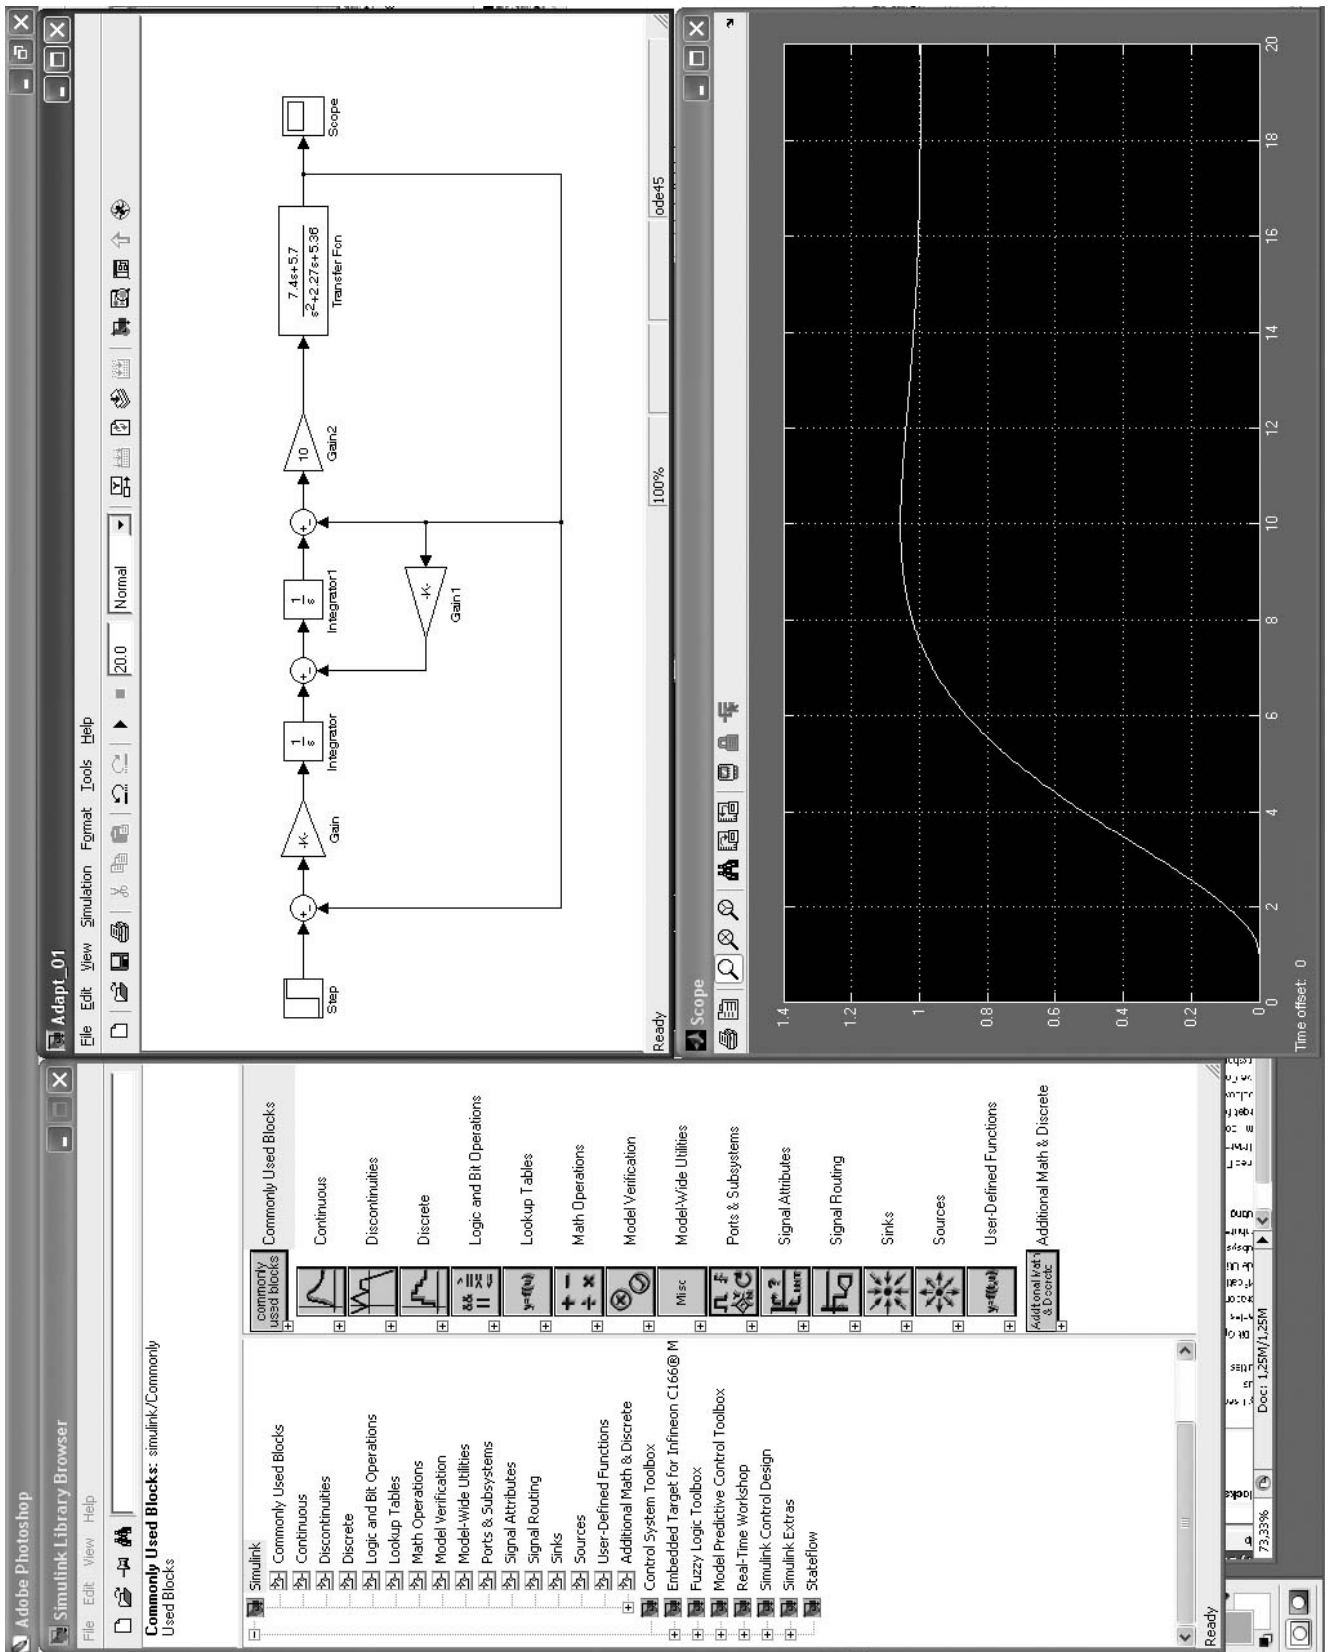 Adobe Photoshop
Simulink Library Browser
File Edit View Help
Commonly Used Blocks: simulink/Commonly
Used Blocks
Simulink
Commonly Used Blocks
Continuous
Discontinuities
Discrete
Logic and Bit Operations
Lookup Tables
Math Operations
Model Verification
Model-Wide Utilities
Ports & Subsystems
Signal Attributes
Signal Routing
Sinks
Sources
User-Defined Functions
Additional Math & Discrete
Control System Toolbox
Embedded Target for Infineon C166® M
Fuzzy Logic Toolbox
Model Predictive Control Toolbox
Real-Time Workshop
Simulink Control Design
Simulink Extras
Stateflow
commonly
used blocks
Commonly Used Blocks
Continuous
Discontinuities
Discrete
Logic and Bit Operations
y=f(u)
Lookup Tables
Math Operations
Model Verification
Misc
Model-Wide Utilities
Ports & Subsystems
Signal Attributes
Signal Routing
Sinks
Sources
y=f(t,u)
User-Defined Functions
Additional Math
& Discrete
Additional Math & Discrete
Ready
73,33%
Doc: 1,25M/1,25M
Adapt_01
File Edit View Simulation Format Tools Help
20.0
Normal
Step
-K-
Gain
1
s
Integrator
1
s
Integrator1
10
Gain2
7.4s+5.7
s²+2.27s+5.36
Transfer Fcn
Scope
-K-
Gain1
Ready
100%
ode45
Scope
1.4
1.2
1
0.8
0.6
0.4
0.2
0
0 2 4 6 8 10 12 14 16 18 20
Time offset: 0